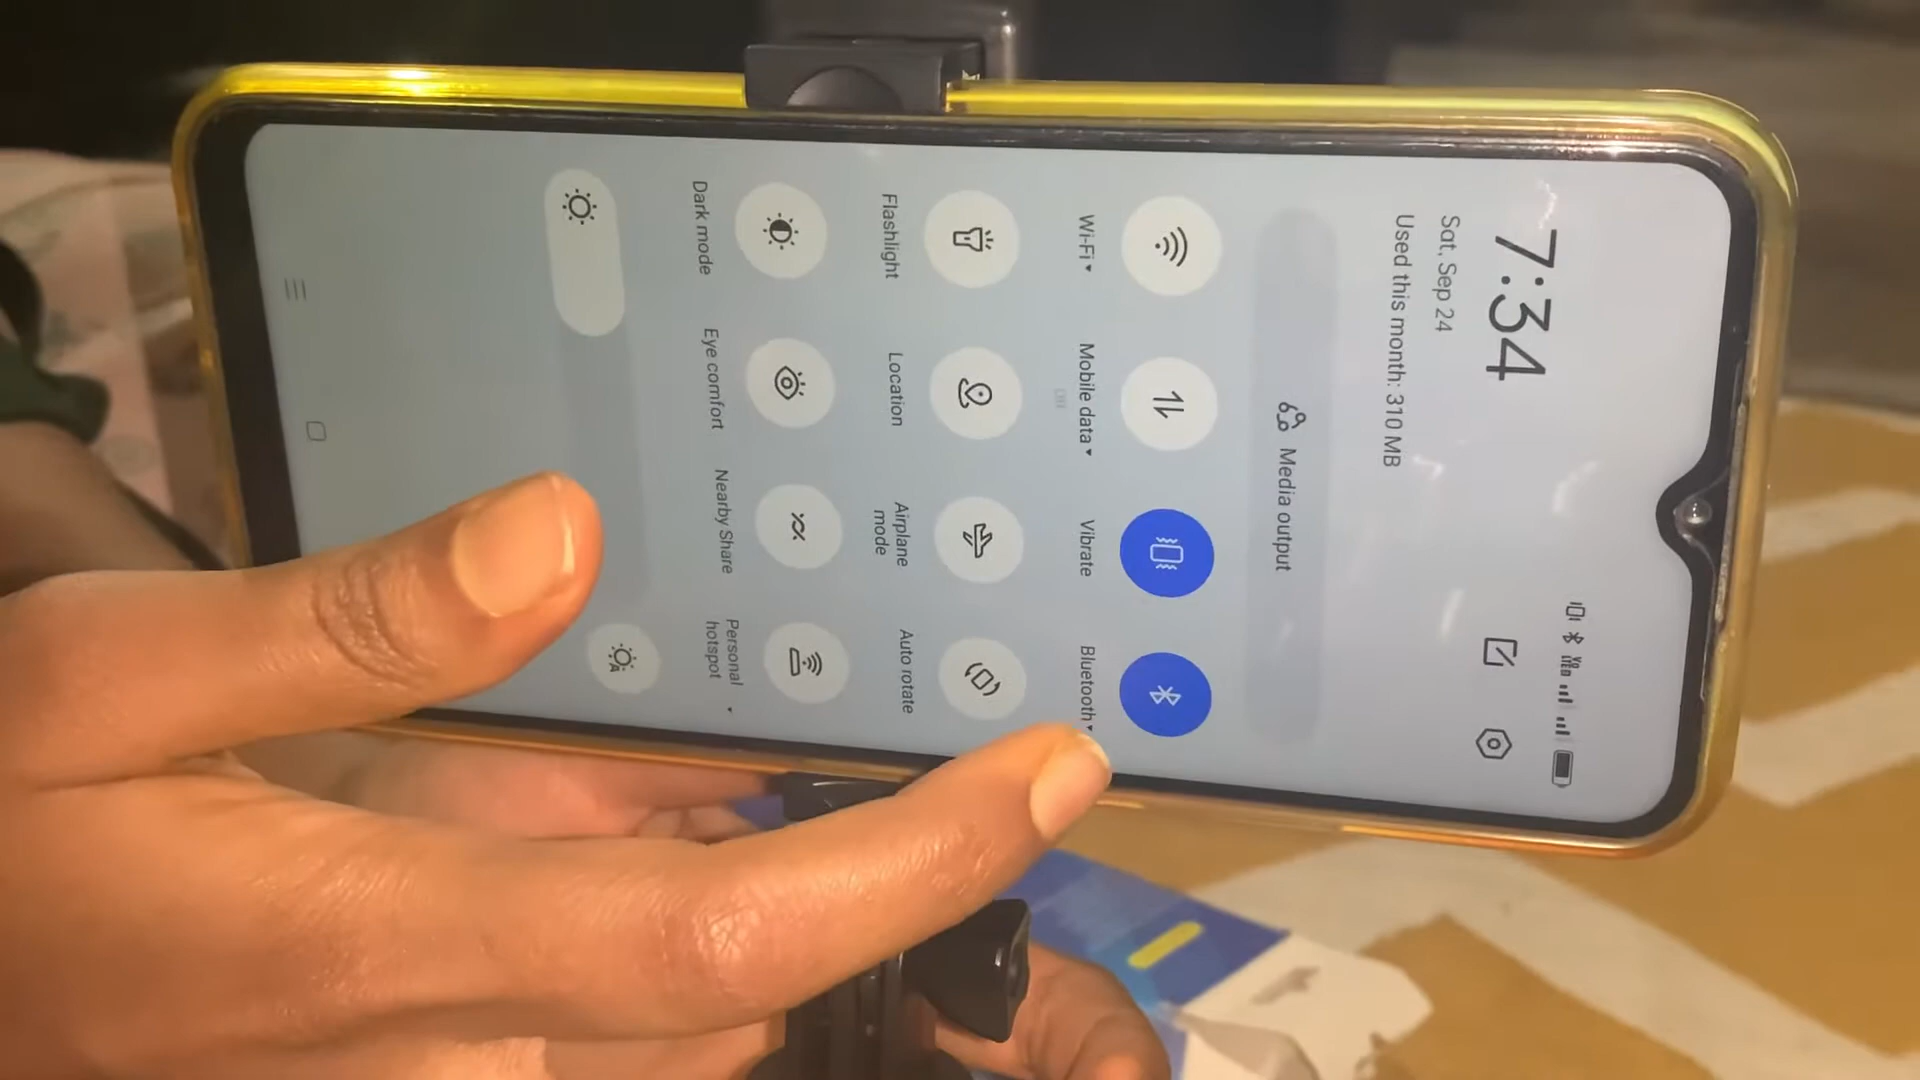 7:34
Sat, Sep 24
Used this month: 310 MB
Media output
Wi-Fi
Mobile data
Vibrate
Bluetooth
Flashlight
Location
Airplane
mode
Auto rotate
Dark mode
Eye comfort
Nearby Share
Personal
hotspot